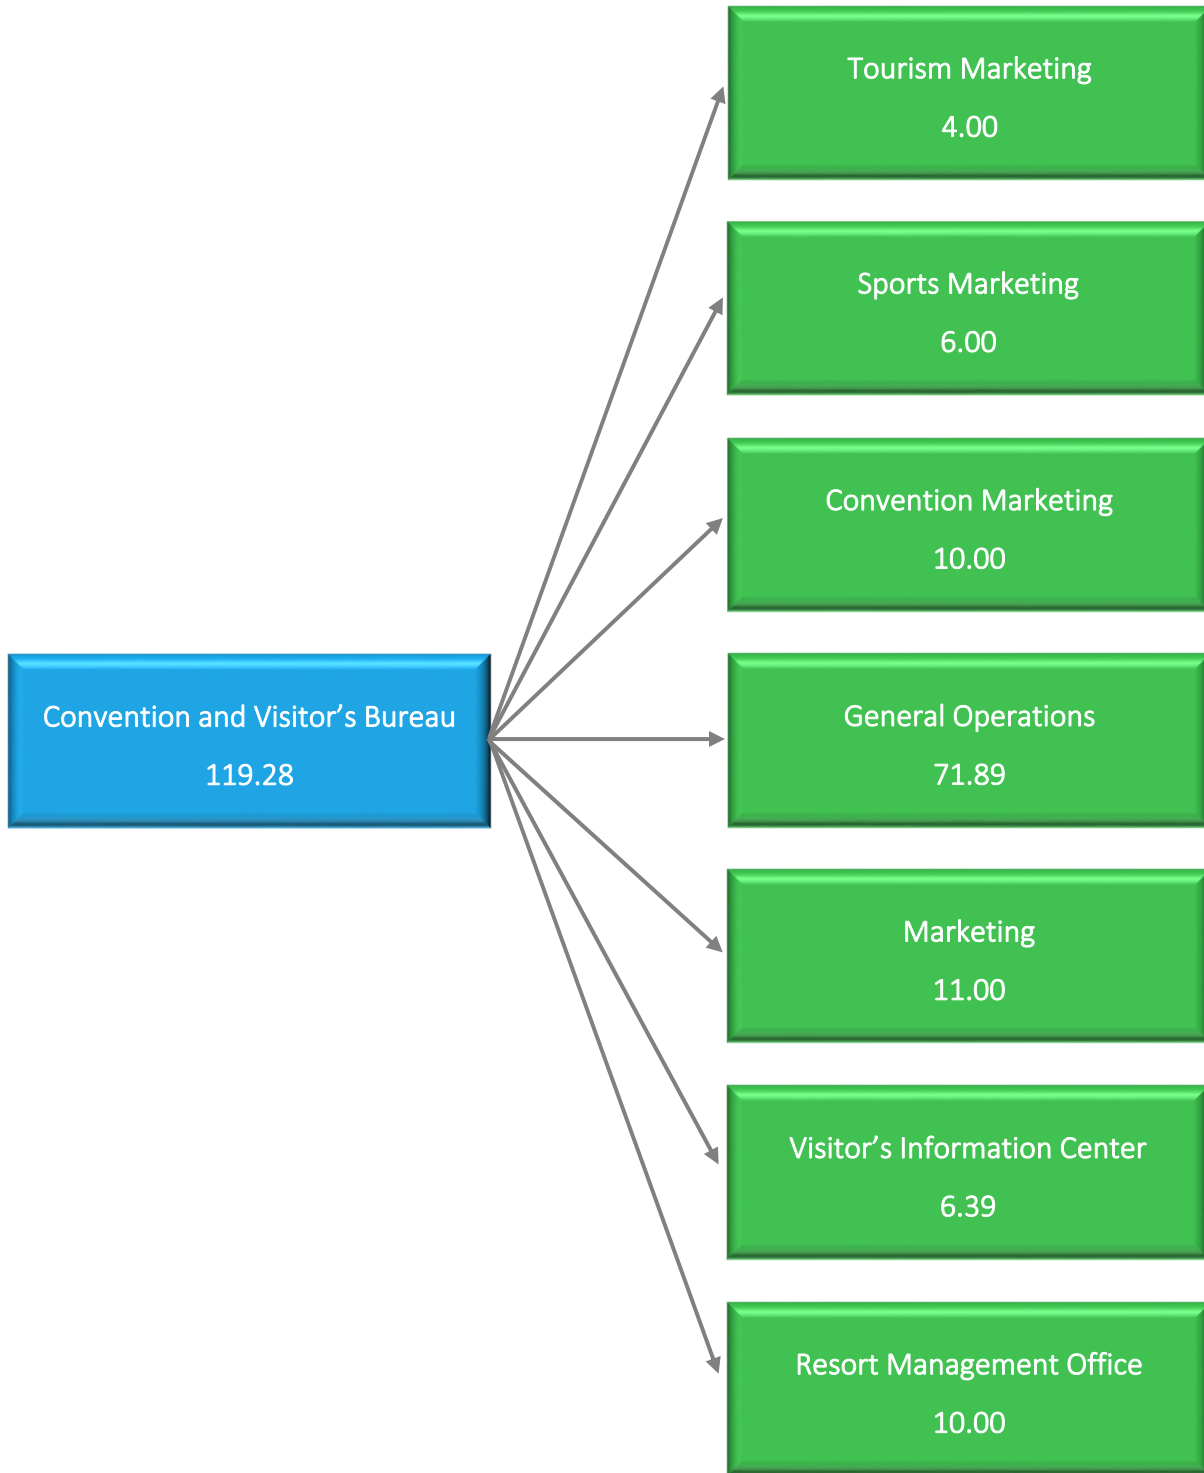 Tourism Marketing
4.00
Sports Marketing
6.00
Convention Marketing
10.00
Convention and Visitor’s Bureau
119.28
General Operations
71.89
Marketing
11.00
Visitor’s Information Center
6.39
Resort Management Office
10.00